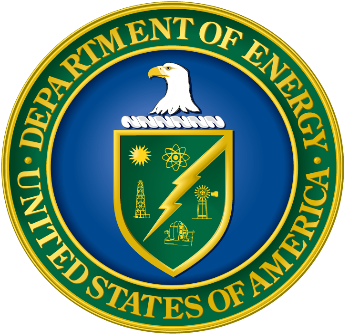 DEPARTMENT OF ENERGY
UNITED STATES OF AMERICA